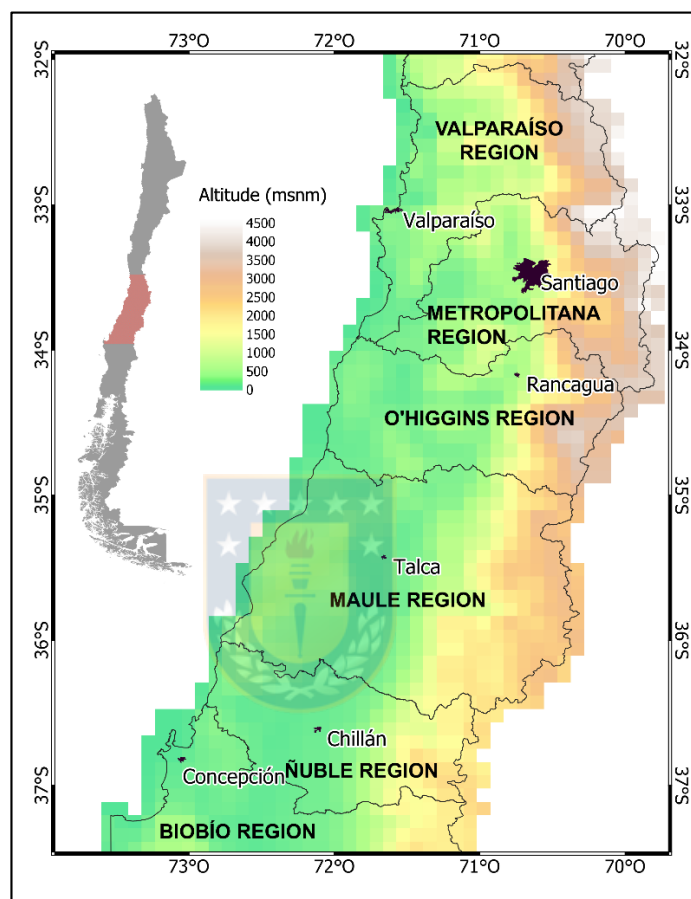 73°O
72°O
71°O
70°O
32°S
32°S
VALPARAÍSO
REGION
Altitude (msnm)
4500
4000
3500
3000
2500
2000
1500
1000
500
0
33°S
33°S
Valparaíso
Santiago
METROPOLITANA
REGION
34°S
34°S
Rancagua
O'HIGGINS REGION
35°S
35°S
Talca
MAULE REGION
36°S
36°S
Chillán
Concepción
ÑUBLE REGION
37°S
37°S
BIOBÍO REGION
73°O
72°O
71°O
70°O